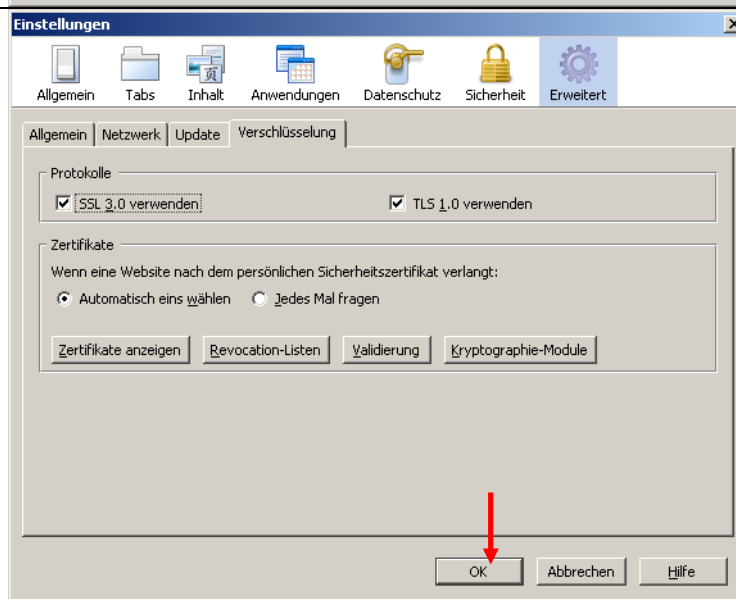 Einstellungen
Allgemein Tabs Inhalt Anwendungen Datenschutz Sicherheit Erweitert
Allgemein Netzwerk Update Verschlüsselung
Protokolle
SSL 3.0 verwenden TLS 1.0 verwenden
Zertifikate
Wenn eine Website nach dem persönlichen Sicherheitszertifikat verlangt:
Automatisch eins wählen Jedes Mal fragen
Zertifikate anzeigen Revocation-Listen Validierung Kryptographie-Module
OK Abbrechen Hilfe